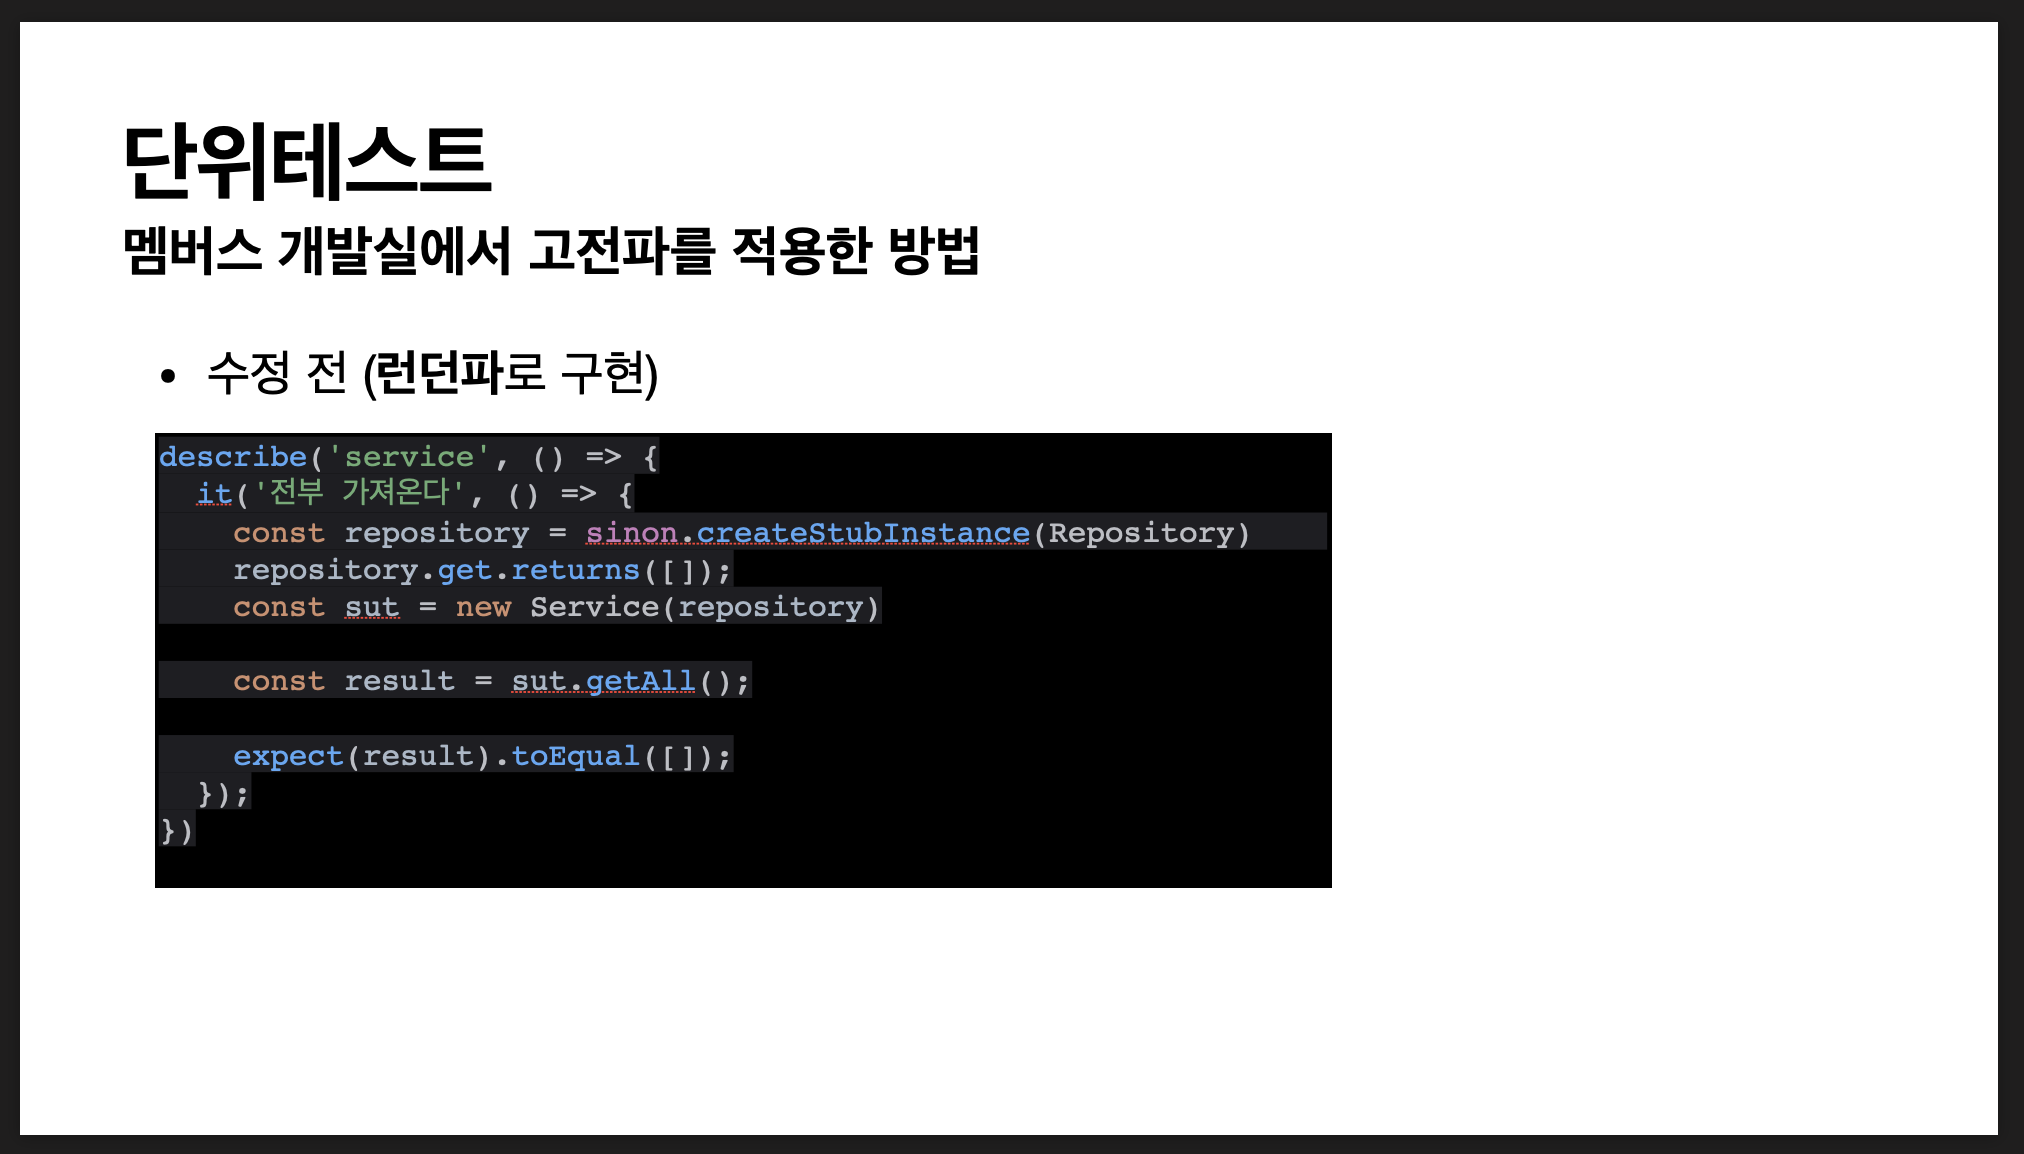 단위테스트
멤버스 개발실에서 고전파를 적용한 방법
• 수정 전 (런던파로 구현)
describe('service', () => {
  it('전부 가져온다', () => {
    const repository = sinon.createStubInstance(Repository)
    repository.get.returns([]);
    const sut = new Service(repository)
    const result = sut.getAll();
    expect(result).toEqual([]);
  });
})